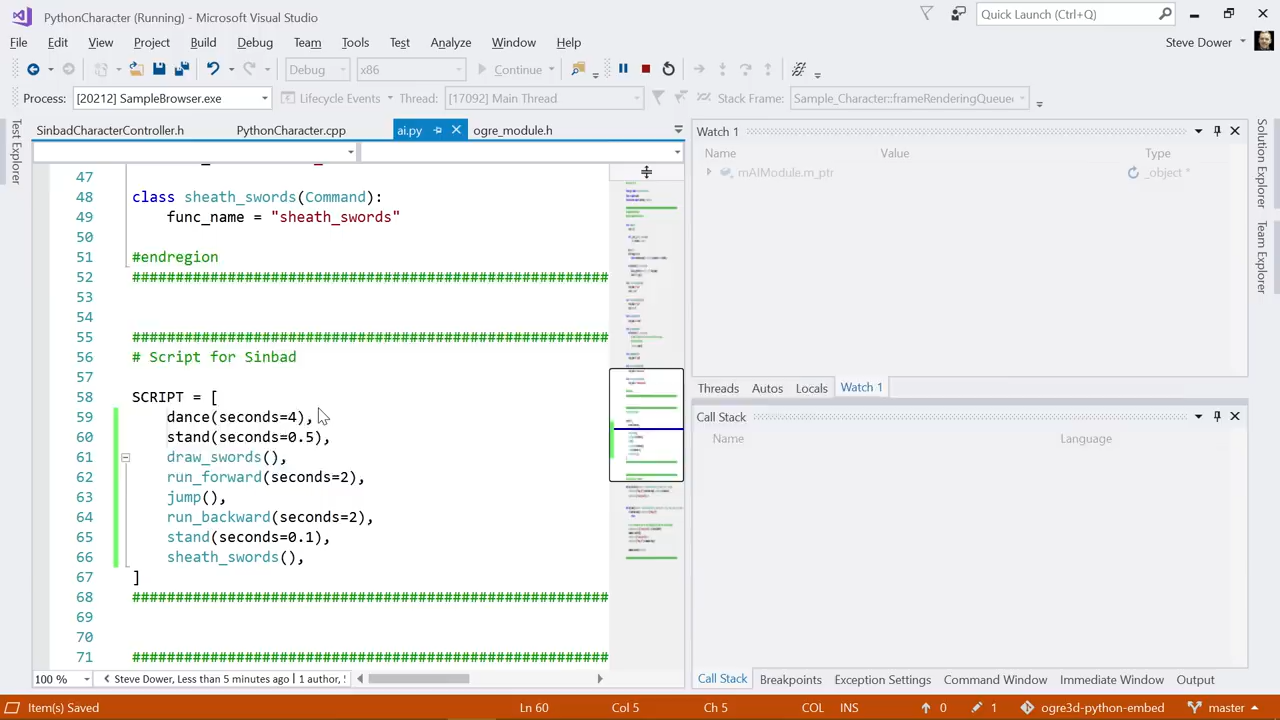 PythonCharacter (Running) - Microsoft Visual Studio
Quick Launch (Ctrl+Q)
File Edit View Project Build Debug Team Tools Test Analyze Window Help
Steve Dower
Debug x86 Continue
Process: [20212] SampleBrowser.exe Lifecycle Events Thread: [17092] Main Thread Stack Frame: Sample_Character::frameRenderingQueued
Test Explorer
SinbadCharacterController.h PythonCharacter.cpp ai.py ogre_module.h
47
48 class sheath_swords(Command):
49 func_name = "sheath_swords"
50
51 #endregion
52 ########################################################
53
54
55 ########################################################
56 # Script for Sinbad
57
58 SCRIPT = [
59 dance(seconds=4),
60 stand(seconds=0.5),
61 draw_swords(),
62 run_forward(seconds=2),
63 jump(),
64 run_backward(seconds=2),
65 stand(seconds=0.1),
66 sheath_swords(),
67 ]
68 ########################################################
69
70
71 ########################################################
100 % Steve Dower, Less than 5 minutes ago | 1 author,
Watch 1
Name Value Type
mAIModule.m_ptr _object *
Threads Autos Locals Watch 1
Call Stack
Name Language
Call Stack Breakpoints Exception Settings Command Window Immediate Window Output
Solution Explorer
Team Explorer
Item(s) Saved Ln 60 Col 5 Ch 5 COL INS 0 1 ogre3d-python-embed master